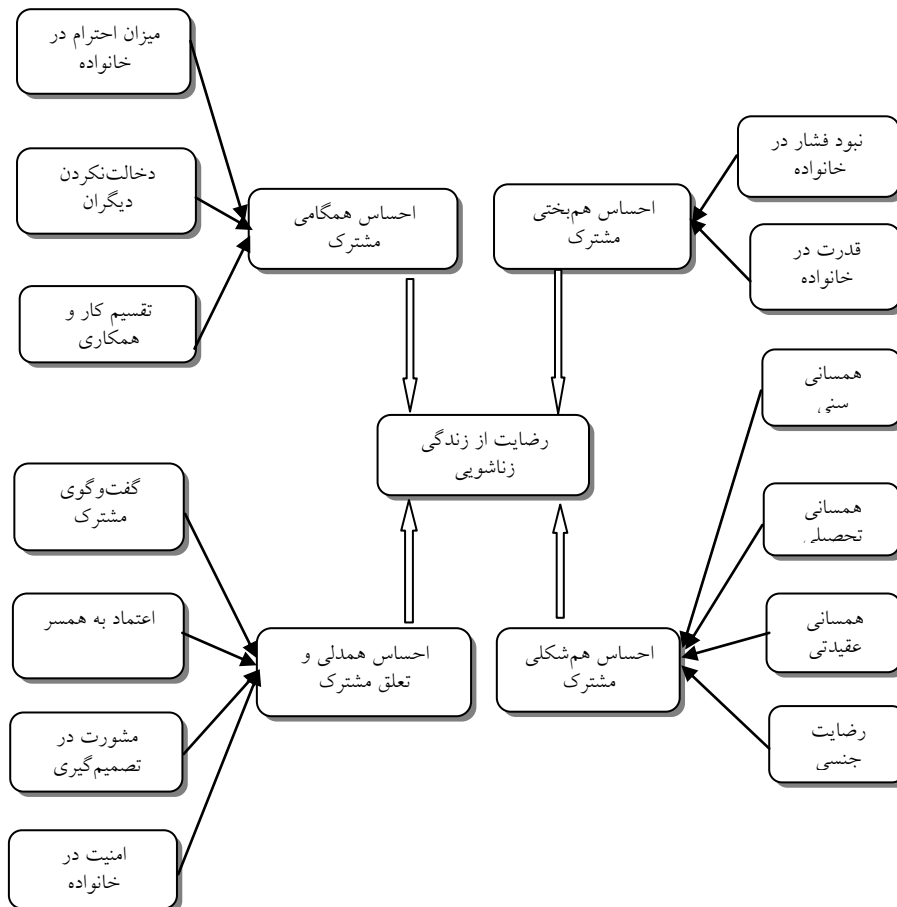 میزان احترام در
خانواده
دخالت‌نکردن
دیگران
تقسیم کار و
همکاری
احساس همگامی
مشترک
احساس هم‌بختی
مشترک
نبود فشار در
خانواده
قدرت در
خانواده
رضایت از زندگی
زناشویی
همسانی
سنی
همسانی
تحصیلی
همسانی
عقیدتی
رضایت
جنسی
گفت‌وگوی
مشترک
اعتماد به همسر
مشورت در
تصمیم‌گیری
امنیت در
خانواده
احساس همدلی و
تعلق مشترک
احساس هم‌شکلی
مشترک